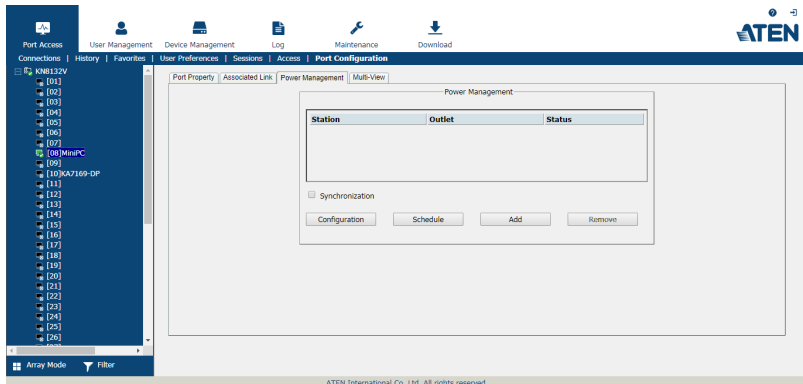 ATEN
Port Access User Management Device Management Log Maintenance Download
Connections | History | Favorites | User Preferences | Sessions | Access | Port Configuration
KN8132V
[01]
[02]
[03]
[04]
[05]
[06]
[07]
[08]MiniPC
[09]
[10]KA7169-DP
[11]
[12]
[13]
[14]
[15]
[16]
[17]
[18]
[19]
[20]
[21]
[22]
[23]
[24]
[25]
[26]
Array Mode Filter
Port Property Associated Link Power Management Multi-View
Power Management
Station Outlet Status
Synchronization
Configuration Schedule Add Remove
ATEN International Co., Ltd. All rights reserved.